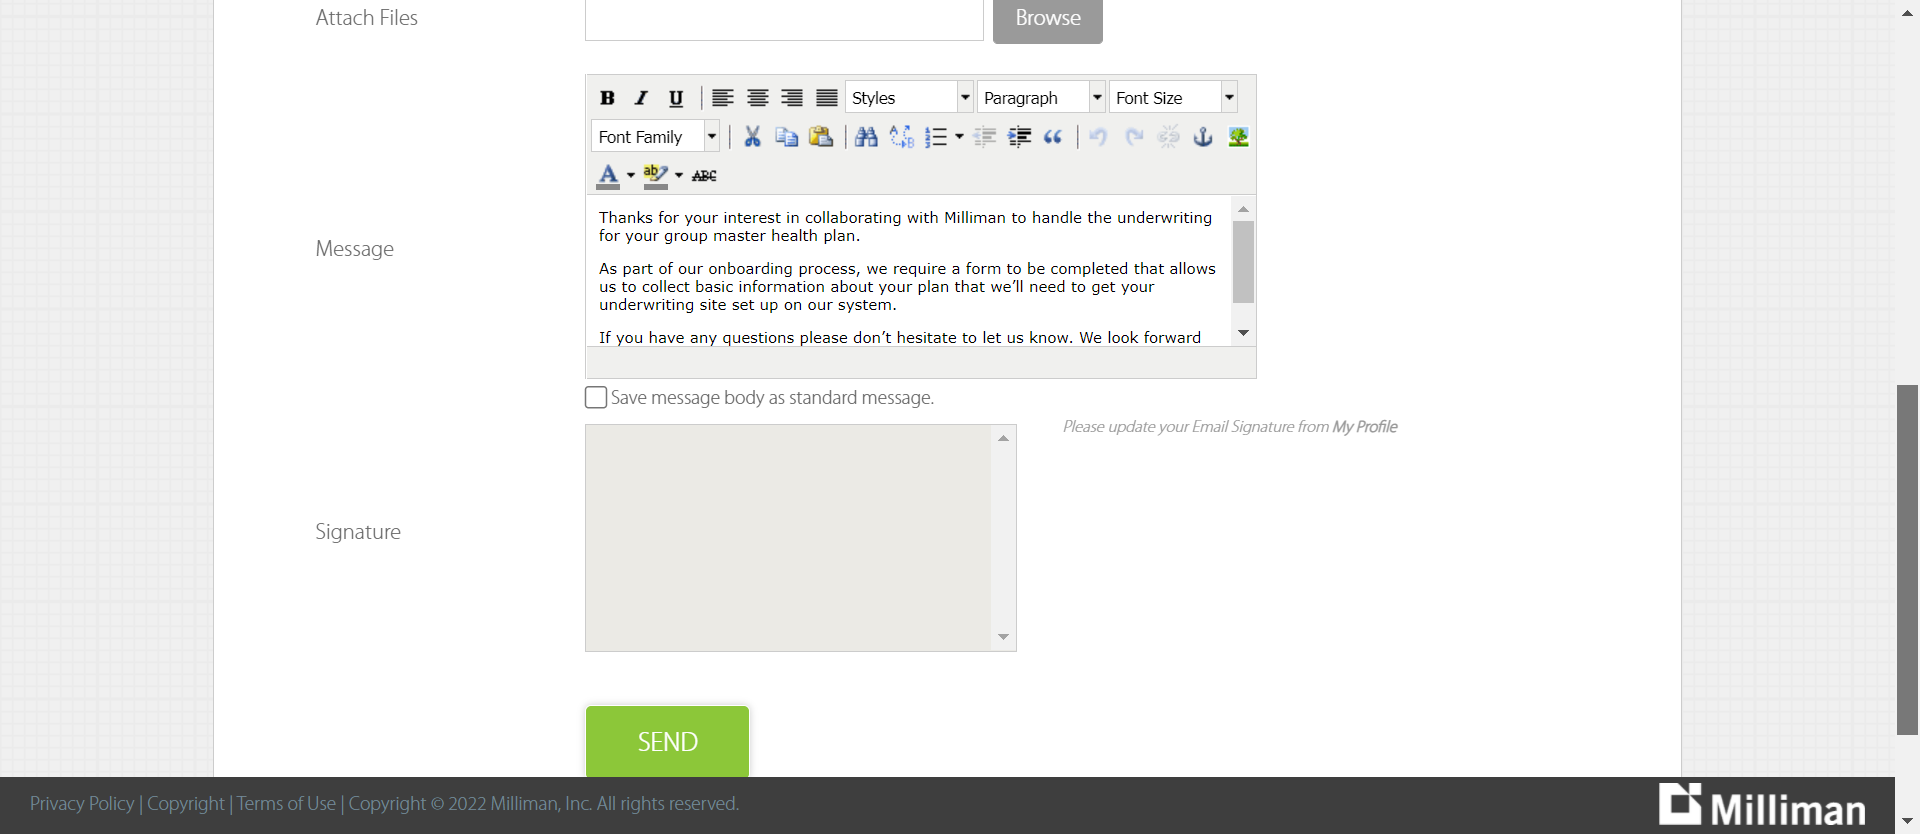 Attach Files
Browse
B I U Styles Paragraph Font Size
Font Family
A ab ABC
Message
Thanks for your interest in collaborating with Milliman to handle the underwriting
for your group master health plan.
As part of our onboarding process, we require a form to be completed that allows
us to collect basic information about your plan that we’ll need to get your
underwriting site set up on our system.
If you have any questions please don’t hesitate to let us know. We look forward
Save message body as standard message.
Please update your Email Signature from My Profile
Signature
SEND
Privacy Policy | Copyright | Terms of Use | Copyright © 2022 Milliman, Inc. All rights reserved.
Milliman